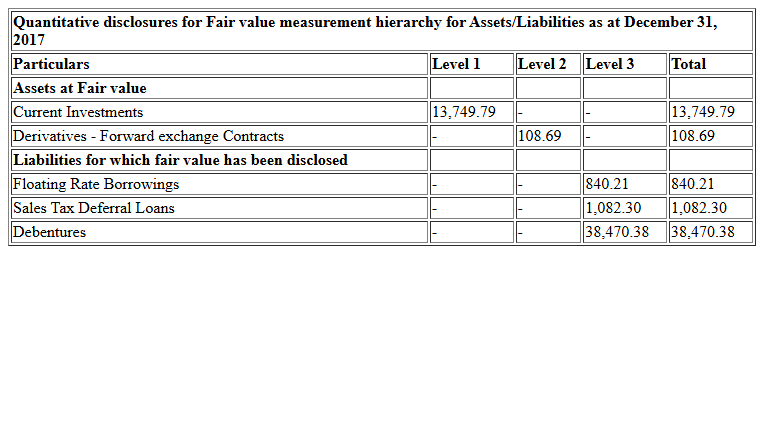 Quantitative disclosures for Fair value measurement hierarchy for Assets/Liabilities as at December 31,
2017
Particulars Level 1 Level 2 Level 3 Total
Assets at Fair value
Current Investments 13,749.79 - - 13,749.79
Derivatives - Forward exchange Contracts - 108.69 - 108.69
Liabilities for which fair value has been disclosed
Floating Rate Borrowings - - 840.21 840.21
Sales Tax Deferral Loans - - 1,082.30 1,082.30
Debentures - - 38,470.38 38,470.38